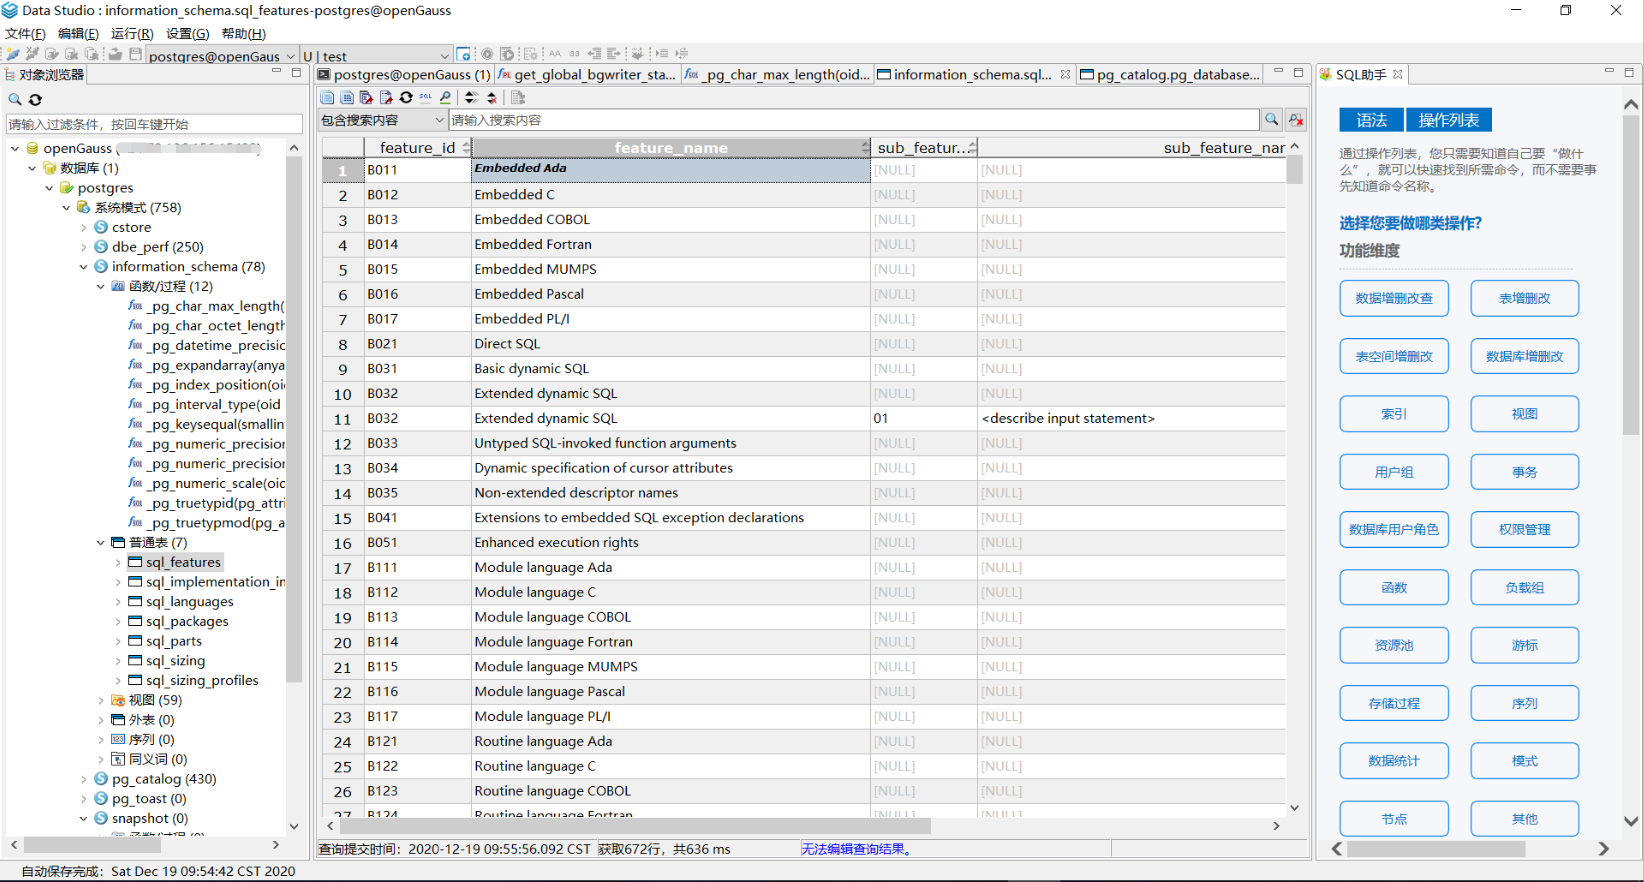 Data Studio : information_schema.sql_features-postgres@openGauss
文件(F) 编辑(E) 运行(R) 设置(G) 帮助(H)
postgres@openGauss U | test
对象浏览器
请输入过滤条件，按回车键开始
openGauss
数据库 (1)
postgres
系统模式 (758)
cstore
dbe_perf (250)
information_schema (78)
函数/过程 (12)
_pg_char_max_length(
_pg_char_octet_length
_pg_datetime_precisic
_pg_expandarray(anya
_pg_index_position(oid
_pg_interval_type(oid
_pg_keysequal(smallin
_pg_numeric_precision
_pg_numeric_precision
_pg_numeric_scale(oid
_pg_truetypid(pg_attri
_pg_truetypmod(pg_a
普通表 (7)
sql_features
sql_implementation_in
sql_languages
sql_packages
sql_parts
sql_sizing
sql_sizing_profiles
视图 (59)
外表 (0)
序列 (0)
同义词 (0)
pg_catalog (430)
pg_toast (0)
snapshot (0)
函数/过程 (0)
postgres@openGauss (1) get_global_bgwriter_sta... _pg_char_max_length(oid... information_schema.sql... pg_catalog.pg_database...
包含搜索内容 请输入搜索内容
feature_id feature_name sub_featur... sub_feature_nar
1 B011 Embedded Ada [NULL] [NULL]
2 B012 Embedded C [NULL] [NULL]
3 B013 Embedded COBOL [NULL] [NULL]
4 B014 Embedded Fortran [NULL] [NULL]
5 B015 Embedded MUMPS [NULL] [NULL]
6 B016 Embedded Pascal [NULL] [NULL]
7 B017 Embedded PL/I [NULL] [NULL]
8 B021 Direct SQL [NULL] [NULL]
9 B031 Basic dynamic SQL [NULL] [NULL]
10 B032 Extended dynamic SQL [NULL] [NULL]
11 B032 Extended dynamic SQL 01 <describe input statement>
12 B033 Untyped SQL-invoked function arguments [NULL] [NULL]
13 B034 Dynamic specification of cursor attributes [NULL] [NULL]
14 B035 Non-extended descriptor names [NULL] [NULL]
15 B041 Extensions to embedded SQL exception declarations [NULL] [NULL]
16 B051 Enhanced execution rights [NULL] [NULL]
17 B111 Module language Ada [NULL] [NULL]
18 B112 Module language C [NULL] [NULL]
19 B113 Module language COBOL [NULL] [NULL]
20 B114 Module language Fortran [NULL] [NULL]
21 B115 Module language MUMPS [NULL] [NULL]
22 B116 Module language Pascal [NULL] [NULL]
23 B117 Module language PL/I [NULL] [NULL]
24 B121 Routine language Ada [NULL] [NULL]
25 B122 Routine language C [NULL] [NULL]
26 B123 Routine language COBOL [NULL] [NULL]
27 B124 Routine language Fortran [NULL] [NULL]
查询提交时间： 2020-12-19 09:55:56.092 CST 获取672行，共636 ms 无法编辑查询结果。
SQL助手
语法 操作列表
通过操作列表，您只需要知道自己要“做什
么”，就可以快速找到所需命令，而不需要事
先知道命令名称。
选择您要做哪类操作?
功能维度
数据增删改查 表增删改
表空间增删改 数据库增删改
索引 视图
用户组 事务
数据库用户角色 权限管理
函数 负载组
资源池 游标
存储过程 序列
数据统计 模式
节点 其他
自动保存完成： Sat Dec 19 09:54:42 CST 2020